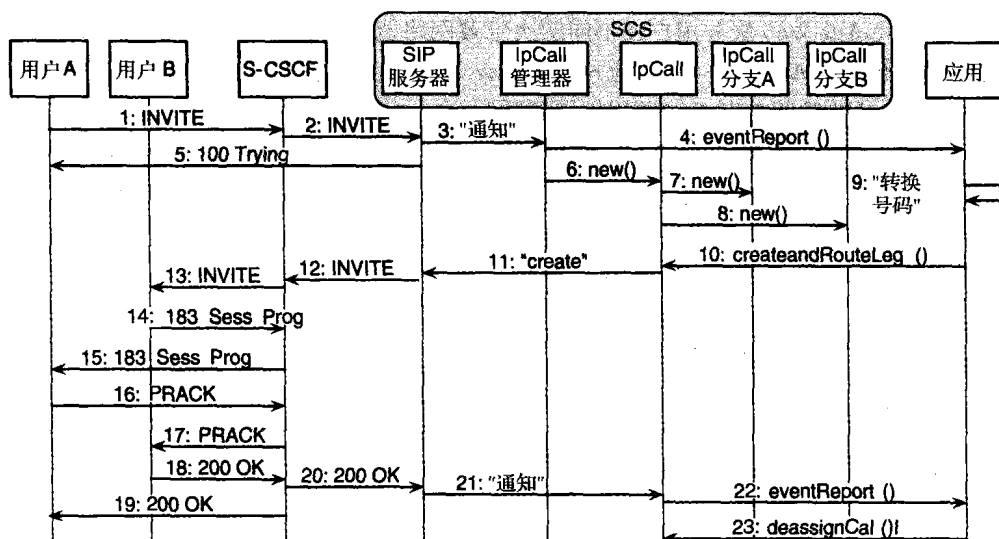 SCS
用户A
用户B
S-CSCF
SIP
服务器
IpCall
管理器
IpCall
IpCall
分支A
IpCall
分支B
应用
1: INVITE
2: INVITE
3: "通知"
4: eventReport ()
5: 100 Trying
6: new()
7: new()
8: new()
9: "转换
号码"
10: createandRouteLeg ()
11: "create"
12: INVITE
13: INVITE
14: 183 Sess Prog
15: 183 Sess Prog
16: PRACK
17: PRACK
18: 200 OK
19: 200 OK
20: 200 OK
21: "通知"
22: eventReport ()
23: deassignCal ()l